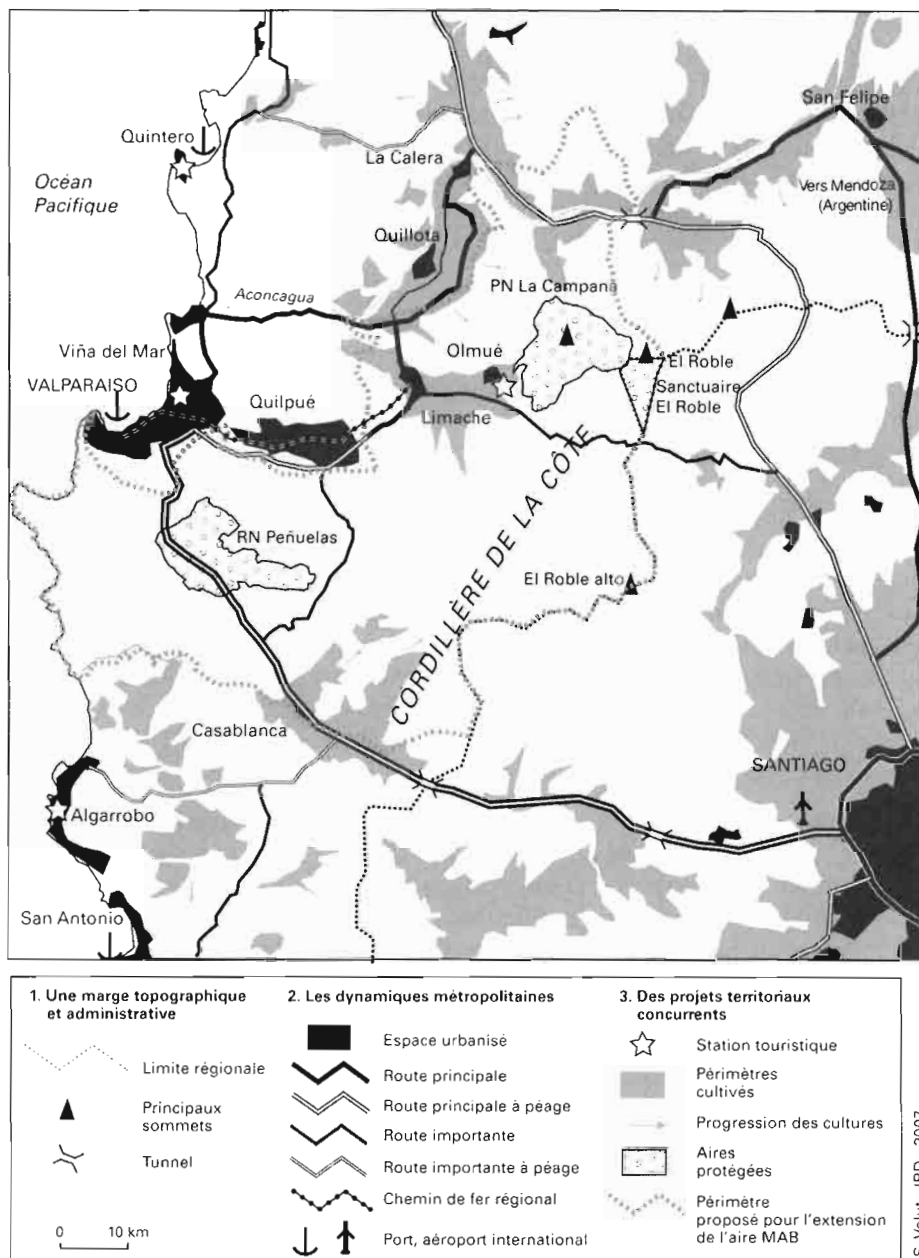 San Felipe
Quintero
La Calera
Océan
Pacifique
Vers Mendoza
(Argentine)
Quillota
PN La Campana
Aconcagua
Viña del Mar
Olmué
El Roble
VALPARAISO
Quilpué
Sanctuaire
El Roble
Limache
CORDILLÈRE DE LA CÔTE
RN Peñuelas
El Roble alto
Casablanca
SANTIAGO
Algarrobo
San Antonio
1. Une marge topographique
et administrative
Limite régionale
Principaux
sommets
Tunnel
0 10 km
2. Les dynamiques métropolitaines
Espace urbanisé
Route principale
Route principale à péage
Route importante
Route importante à péage
Chemin de fer régional
Port, aéroport international
3. Des projets territoriaux
concurrents
Station touristique
Périmètres
cultivés
Progression des cultures
Aires
protégées
Périmètre
proposé pour l'extension
de l'aire MAB